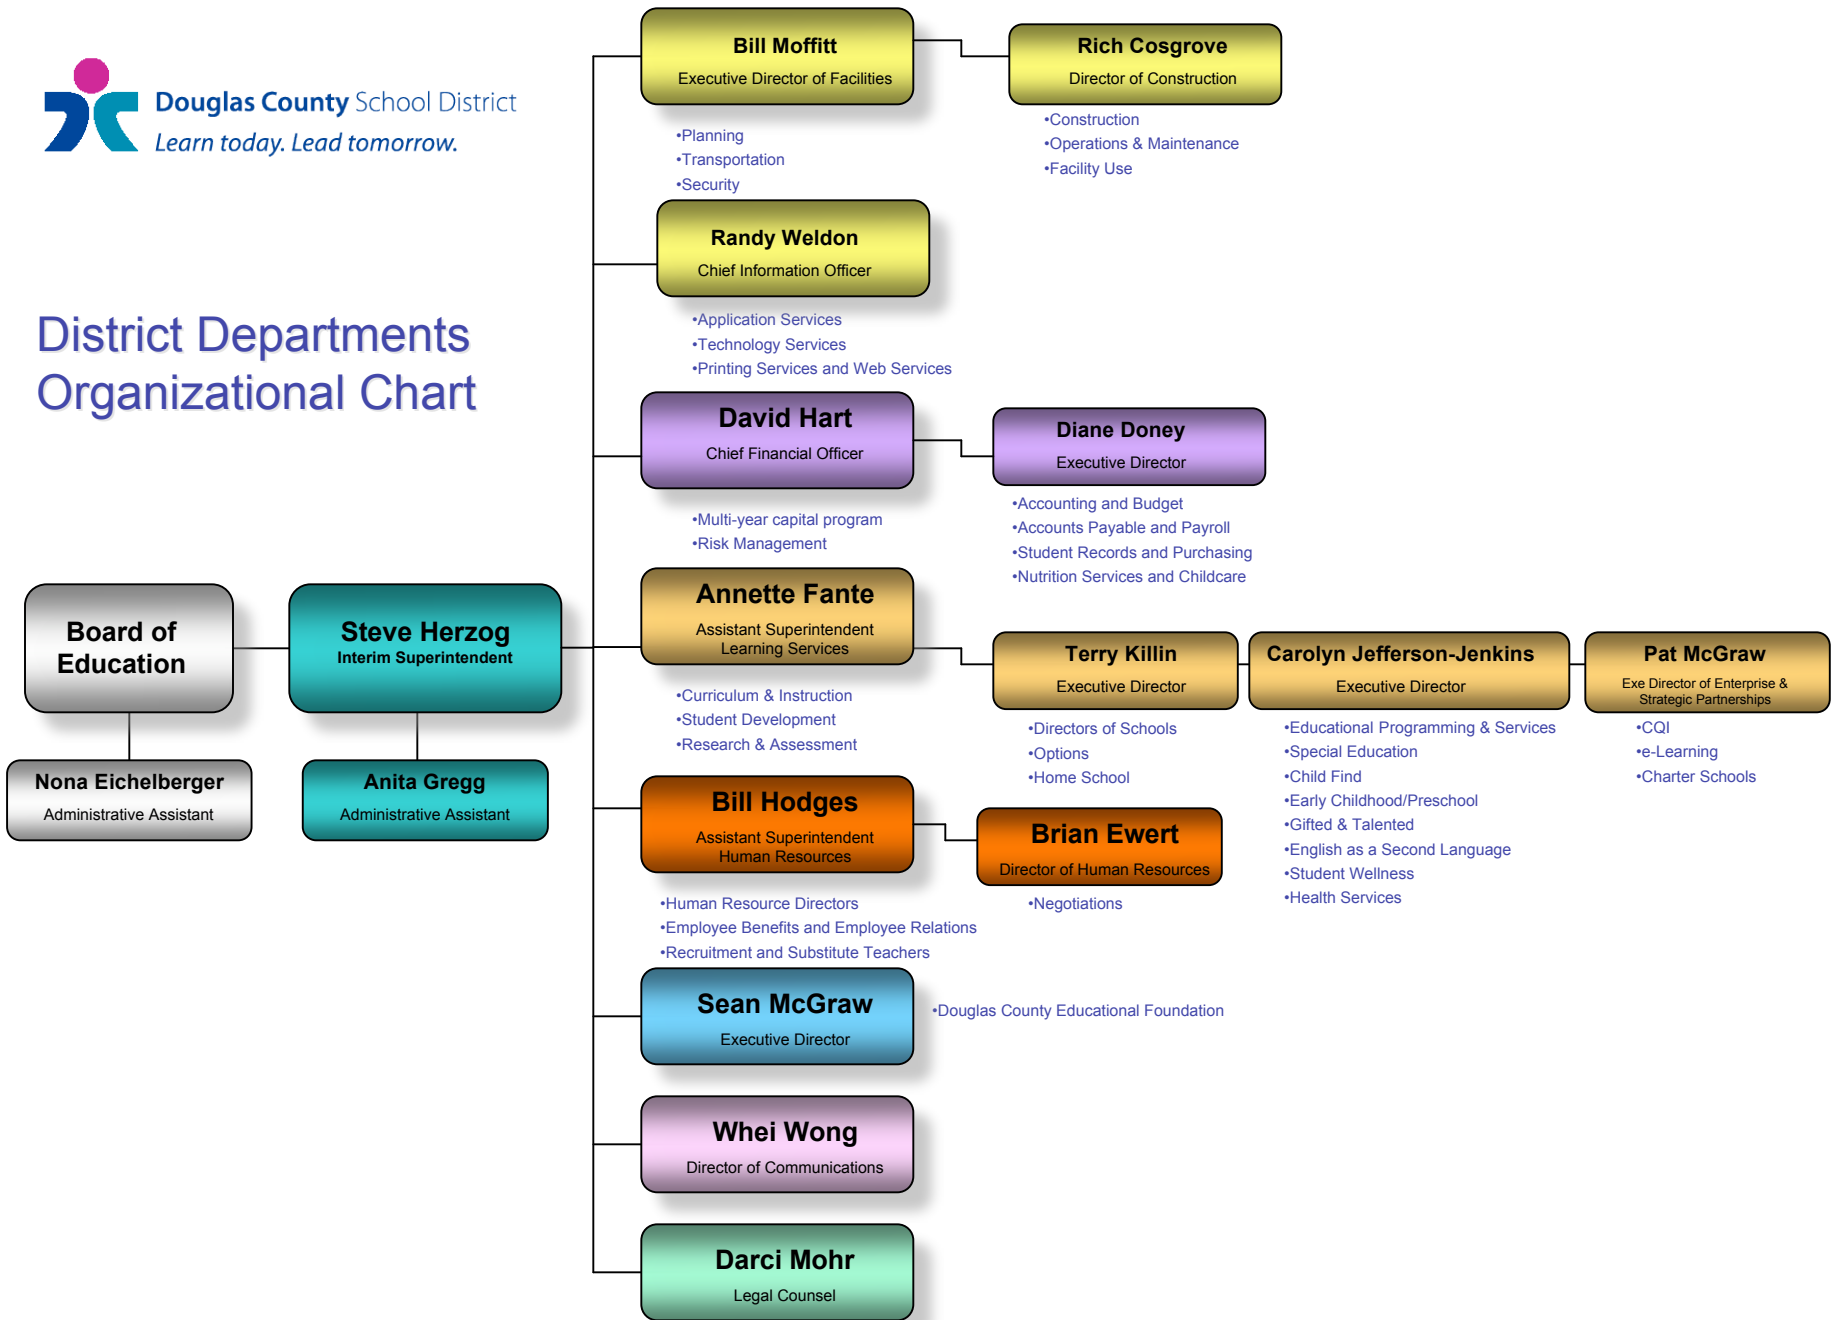 Douglas County School District
Learn today. Lead tomorrow.
District Departments
Organizational Chart
Board of
Education
Nona Eichelberger
Administrative Assistant
Steve Herzog
Interim Superintendent
Anita Gregg
Administrative Assistant
Bill Moffitt
Executive Director of Facilities
•Planning
•Transportation
•Security
Rich Cosgrove
Director of Construction
•Construction
•Operations & Maintenance
•Facility Use
Randy Weldon
Chief Information Officer
•Application Services
•Technology Services
•Printing Services and Web Services
David Hart
Chief Financial Officer
•Multi-year capital program
•Risk Management
Diane Doney
Executive Director
•Accounting and Budget
•Accounts Payable and Payroll
•Student Records and Purchasing
•Nutrition Services and Childcare
Annette Fante
Assistant Superintendent
Learning Services
•Curriculum & Instruction
•Student Development
•Research & Assessment
Terry Killin
Executive Director
•Directors of Schools
•Options
•Home School
Carolyn Jefferson-Jenkins
Executive Director
•Educational Programming & Services
•Special Education
•Child Find
•Early Childhood/Preschool
•Gifted & Talented
•English as a Second Language
•Student Wellness
•Health Services
Pat McGraw
Exe Director of Enterprise &
Strategic Partnerships
•CQI
•e-Learning
•Charter Schools
Bill Hodges
Assistant Superintendent
Human Resources
•Human Resource Directors
•Employee Benefits and Employee Relations
•Recruitment and Substitute Teachers
Brian Ewert
Director of Human Resources
•Negotiations
Sean McGraw
Executive Director
•Douglas County Educational Foundation
Whei Wong
Director of Communications
Darci Mohr
Legal Counsel